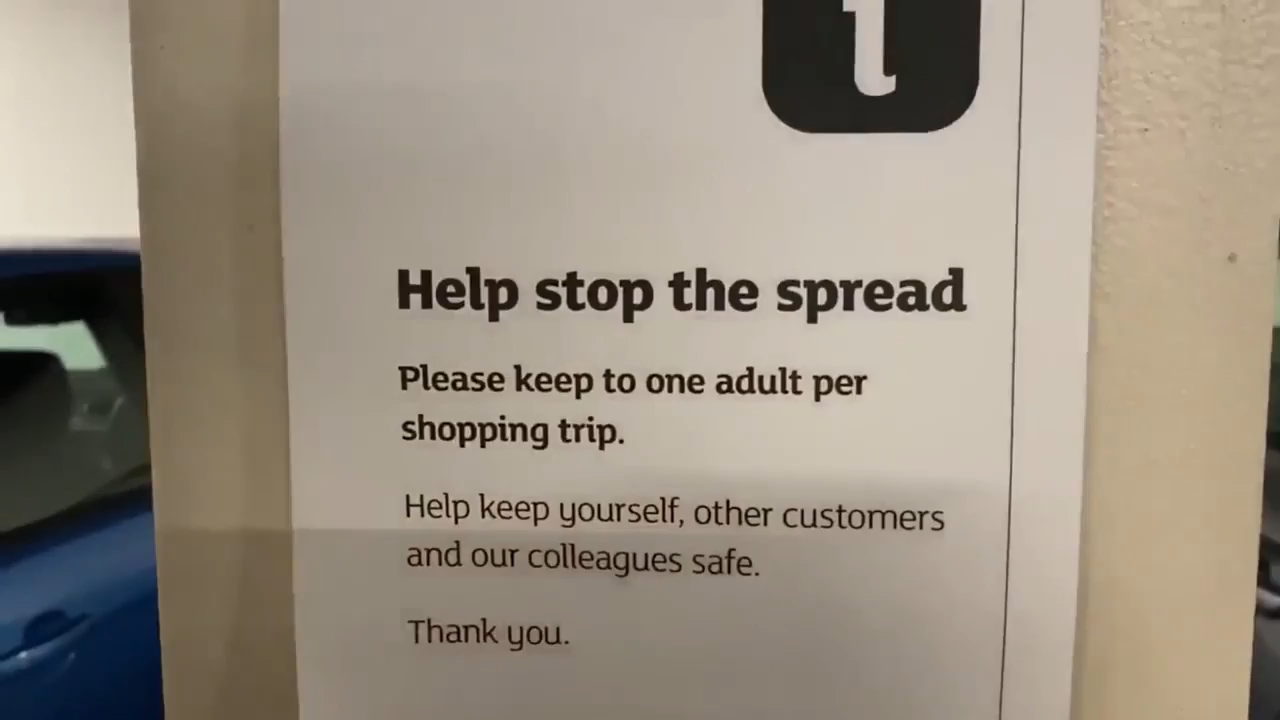 Help stop the spread
Please keep to one adult per
shopping trip.
Help keep yourself, other customers
and our colleagues safe.
Thank you.